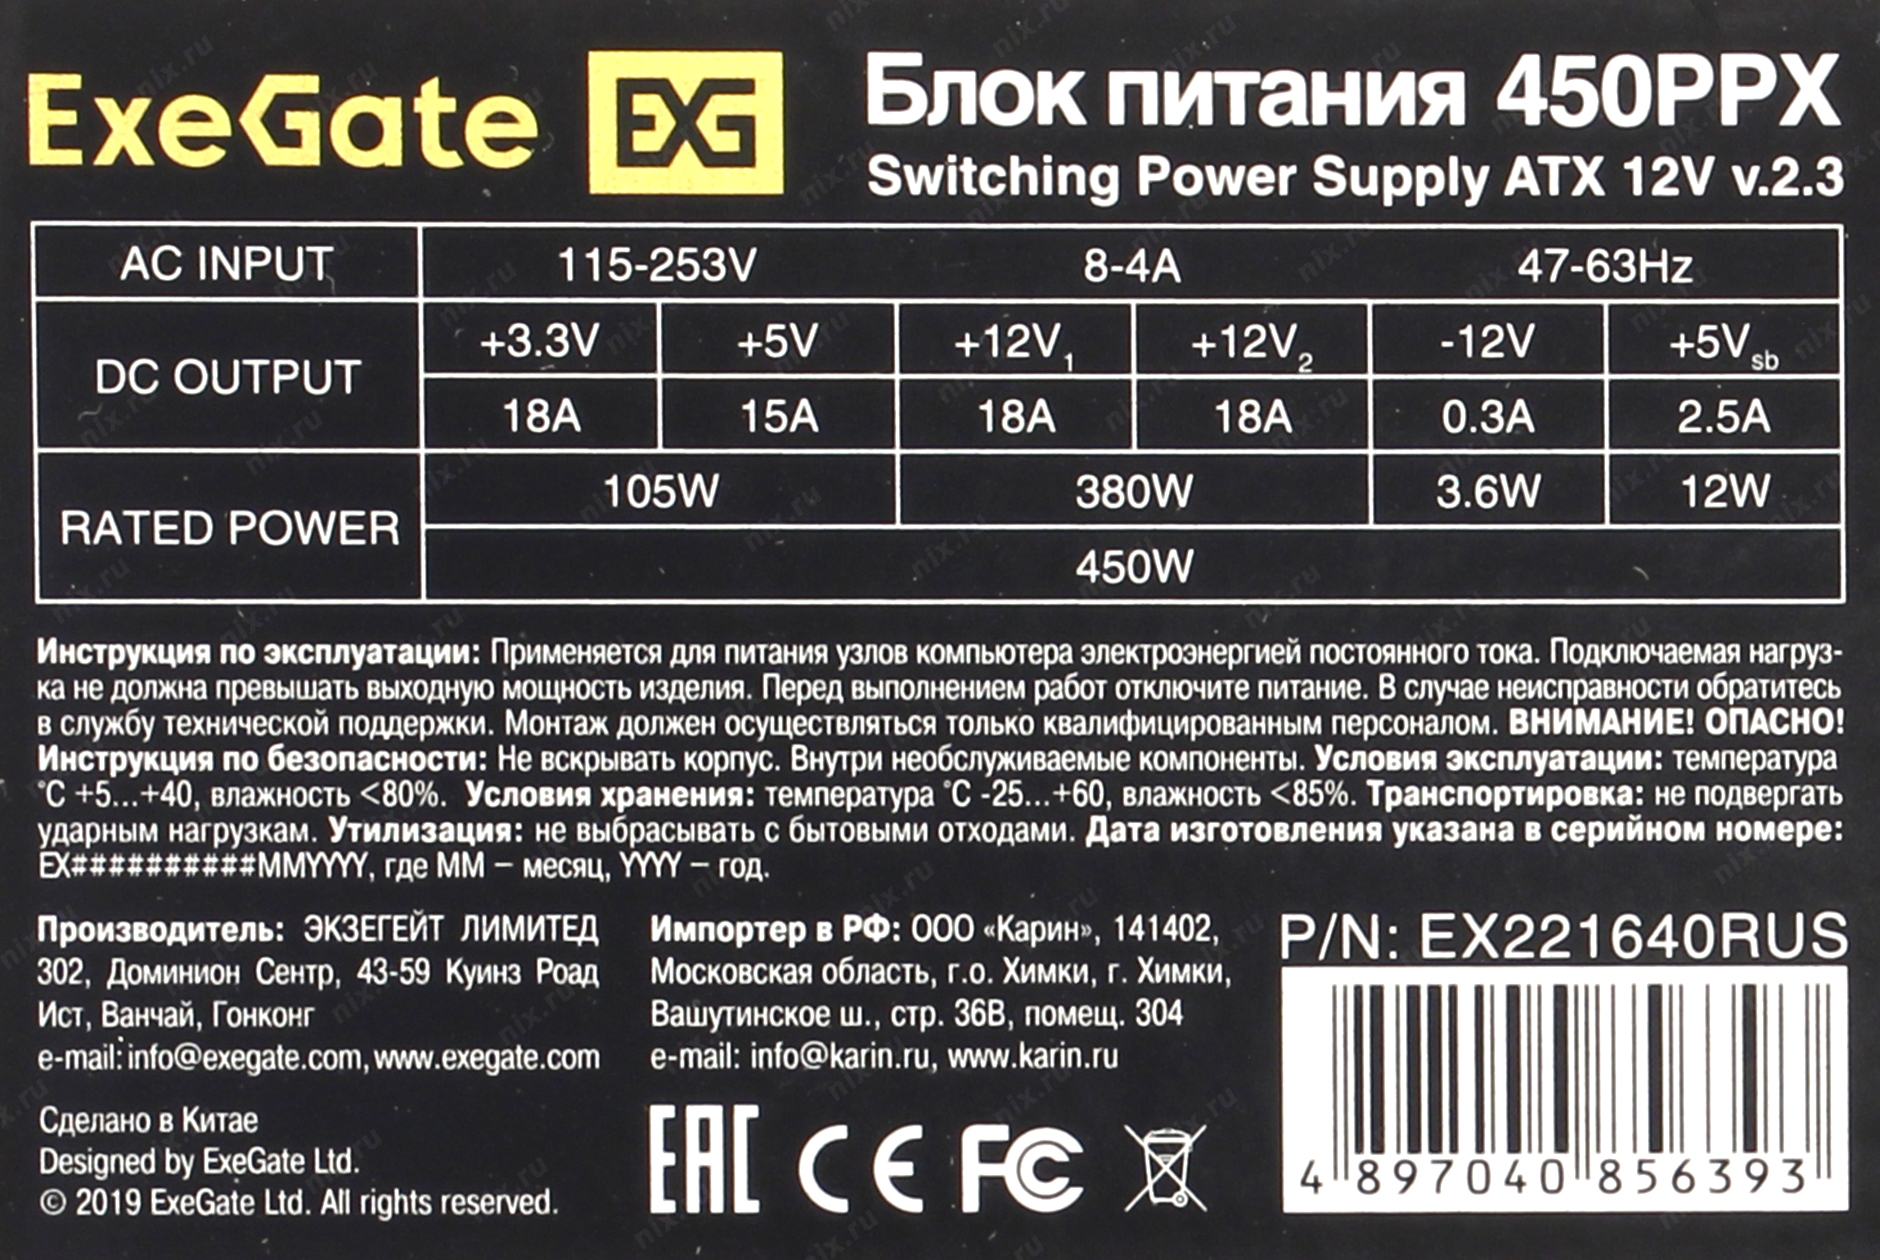 ExeGate EXG Блок питания 450PPX
Switching Power Supply ATX 12V v.2.3
AC INPUT 115-253V 8-4A 47-63Hz
DC OUTPUT +3.3V +5V +12V1 +12V2 -12V +5Vsb
18A 15A 18A 18A 0.3A 2.5A
RATED POWER 105W 380W 3.6W 12W
450W
Инструкция по эксплуатации: Применяется для питания узлов компьютера электроэнергией постоянного тока. Подключаемая нагруз-
ка не должна превышать выходную мощность изделия. Перед выполнением работ отключите питание. В случае неисправности обратитесь
в службу технической поддержки. Монтаж должен осуществляться только квалифицированным персоналом. ВНИМАНИЕ! ОПАСНО!
Инструкция по безопасности: Не вскрывать корпус. Внутри необслуживаемые компоненты. Условия эксплуатации: температура
°C +5...+40, влажность <80%. Условия хранения: температура °C -25...+60, влажность <85%. Транспортировка: не подвергать
ударным нагрузкам. Утилизация: не выбрасывать с бытовыми отходами. Дата изготовления указана в серийном номере:
EX##########MMYYYY, где MM – месяц, YYYY – год.
Производитель: ЭКЗЕГЕЙТ ЛИМИТЕД
302, Доминион Сентр, 43-59 Куинз Роад
Ист, Ванчай, Гонконг
e-mail: info@exegate.com, www.exegate.com
Импортер в РФ: ООО «Карин», 141402,
Московская область, г.о. Химки, г. Химки,
Вашутинское ш., стр. 36В, помещ. 304
e-mail: info@karin.ru, www.karin.ru
P/N: EX221640RUS
4 897040 856393
Сделано в Китае
Designed by ExeGate Ltd.
© 2019 ExeGate Ltd. All rights reserved.
EAC CE FC